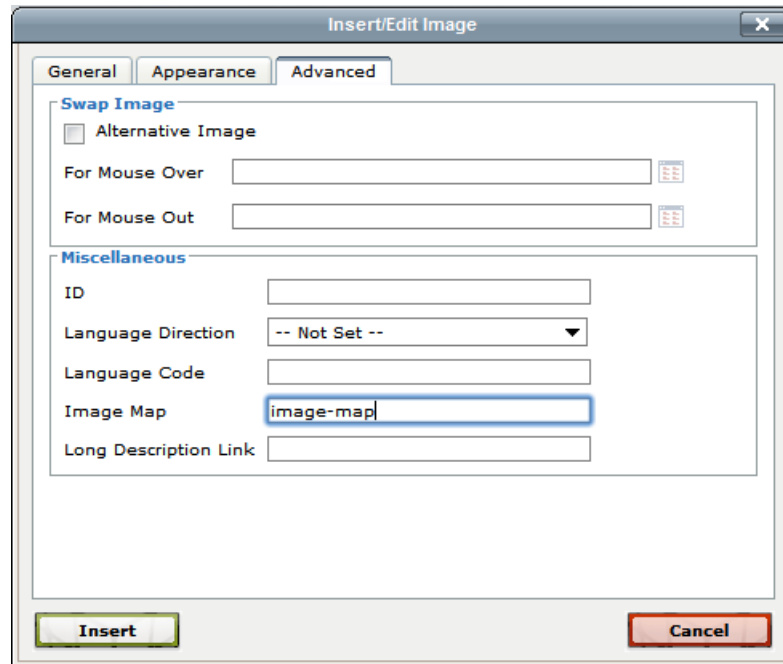 Insert/Edit Image
General Appearance Advanced
Swap Image
Alternative Image
For Mouse Over
For Mouse Out
Miscellaneous
ID
Language Direction -- Not Set --
Language Code
Image Map image-map
Long Description Link
Insert Cancel